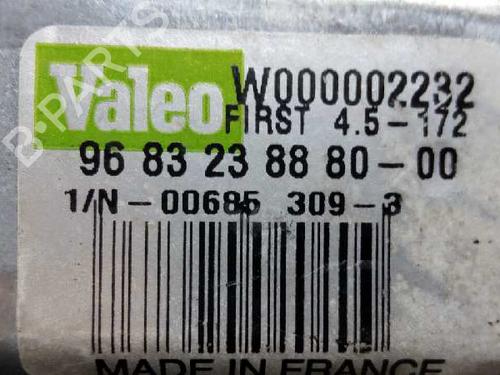 Valeo
W000002232
FIRST 4.5-172
96 83 23 88 80-00
1/N-00685 309-3
MADE IN FRANCE
B-PARTS